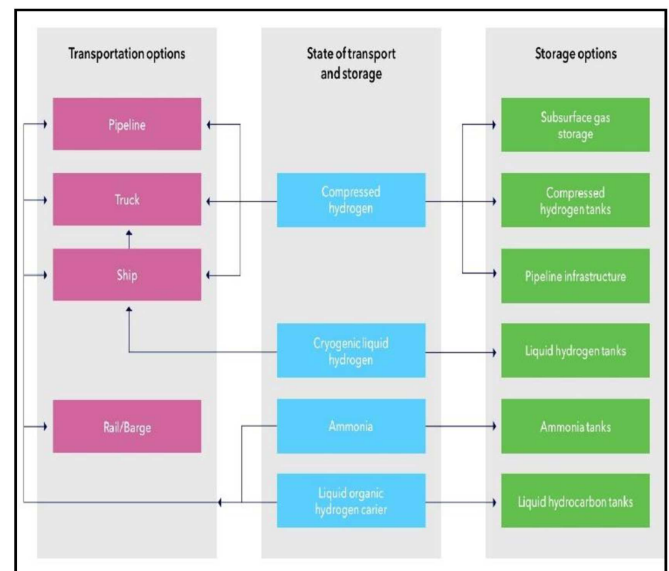 Transportation options
Pipeline
Truck
Ship
Rail/Barge
State of transport
and storage
Compressed
hydrogen
Cryogenic liquid
hydrogen
Ammonia
Liquid organic
hydrogen carier
Storage options
Subsurface gas
storage
Compressed
hydrogen tanks
Pipeline infrastructure
Liquid hydrogen tanks
Ammonia tanks
Liquid hydrocarbon tanks